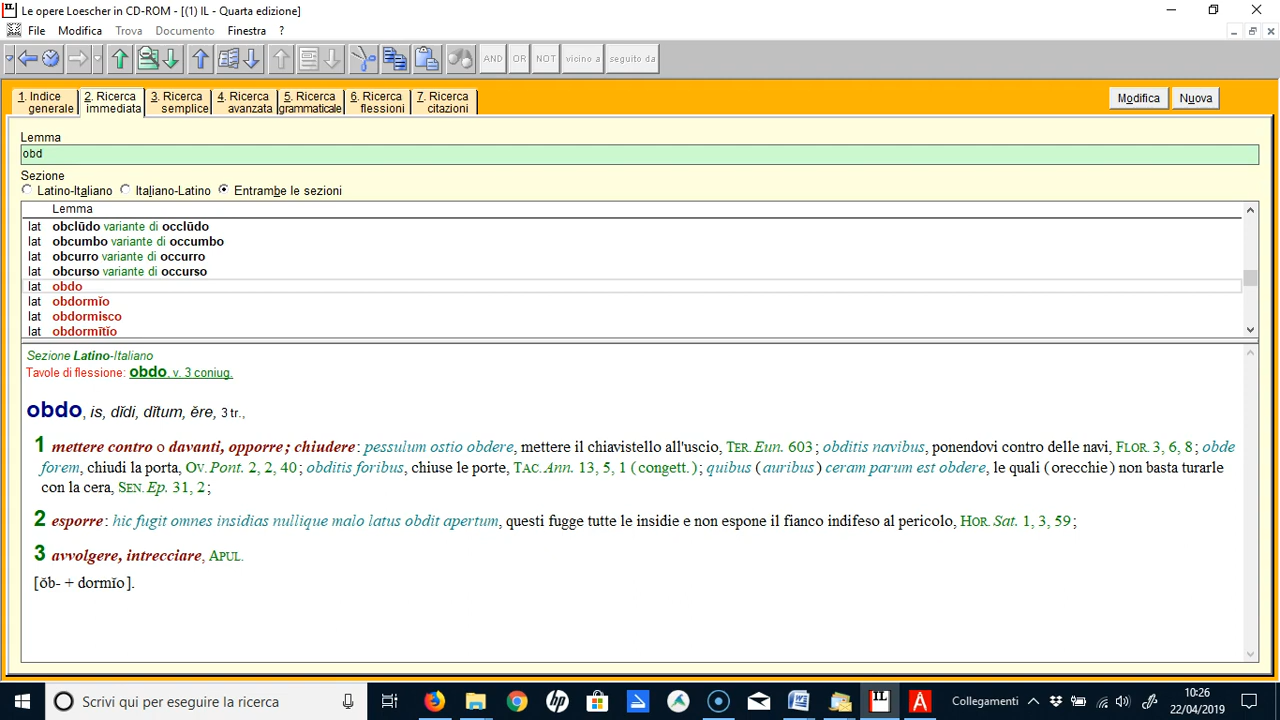 Le opere Loescher in CD-ROM - [(1) IL - Quarta edizione]
File Modifica Trova Documento Finestra ?
AND OR NOT vicino a seguito da
1. Indice generale 2. Ricerca immediata 3. Ricerca semplice 4. Ricerca avanzata 5. Ricerca grammaticale 6. Ricerca flessioni 7. Ricerca citazioni Modifica Nuova
Lemma
obd
Sezione
Latino-Italiano Italiano-Latino Entrambe le sezioni
Lemma
lat obclūdo variante di occlūdo
lat obcumbo variante di occumbo
lat obcurro variante di occurro
lat obcurso variante di occurso
lat obdo
lat obdormĭo
lat obdormisco
lat obdormītĭo
Sezione Latino-Italiano
Tavole di flessione: obdo, v. 3 coniug.
obdo, is, dĭdi, dĭtum, ĕre, 3 tr.,
1 mettere contro o davanti, opporre; chiudere: pessulum ostio obdere, mettere il chiavistello all'uscio, TER. Eun. 603; obditis navibus, ponendovi contro delle navi, FLOR. 3, 6, 8; obde
forem, chiudi la porta, OV. Pont. 2, 2, 40; obditis foribus, chiuse le porte, TAC. Ann. 13, 5, 1 (congett.); quibus (auribus) ceram parum est obdere, le quali (orecchie) non basta turarle
con la cera, SEN. Ep. 31, 2;
2 esporre: hic fugit omnes insidias nullique malo latus obdit apertum, questi fugge tutte le insidie e non espone il fianco indifeso al pericolo, HOR. Sat. 1, 3, 59;
3 avvolgere, intrecciare, APUL.
[ŏb- + dormĭo].
Scrivi qui per eseguire la ricerca
Collegamenti
10:26
22/04/2019